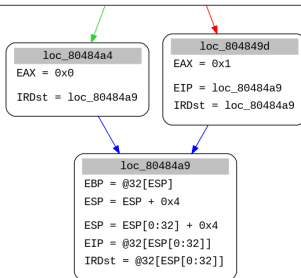 loc_80484a4
EAX = 0x0
IRDst = loc_80484a9
loc_804849d
EAX = 0x1
EIP = loc_80484a9
IRDst = loc_80484a9
loc_80484a9
EBP = @32[ESP]
ESP = ESP + 0x4
ESP = ESP[0:32] + 0x4
EIP = @32[ESP[0:32]]
IRDst = @32[ESP[0:32]]